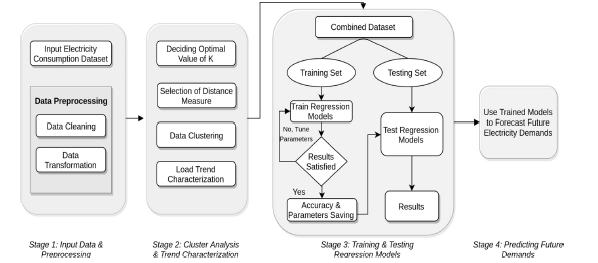 Input Electricity
Consumption Dataset
Data Preprocessing
Data Cleaning
Data
Transformation
Stage 1: Input Data &
Preprocessing
Deciding Optimal
Value of K
Selection of Distance
Measure
Data Clustering
Load Trend
Characterization
Stage 2: Cluster Analysis
& Trend Characterization
Combined Dataset
Training Set
Testing Set
Train Regression
Models
No, Tune
Parameters
Results
Satisfied
Yes
Accuracy &
Parameters Saving
Test Regression
Models
Results
Stage 3: Training & Testing
Regression Models
Use Trained Models
to Forecast Future
Electricity Demands
Stage 4: Predicting Future
Demands